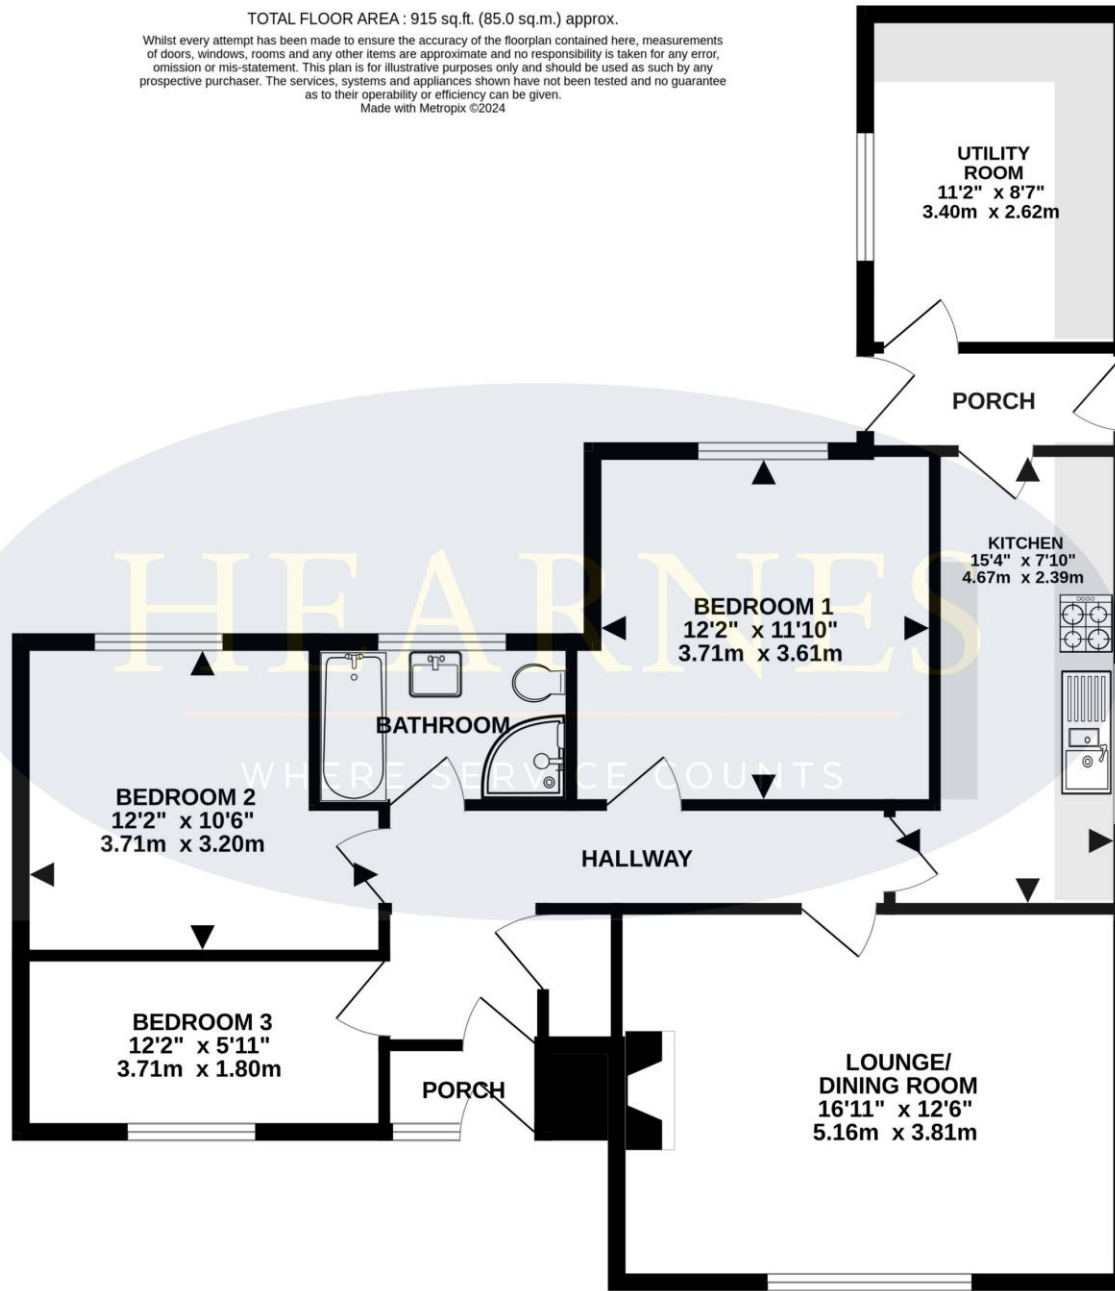 TOTAL FLOOR AREA : 915 sq.ft. (85.0 sq.m.) approx.
Whilst every attempt has been made to ensure the accuracy of the floorplan contained here, measurements
of doors, windows, rooms and any other items are approximate and no responsibility is taken for any error,
omission or mis-statement. This plan is for illustrative purposes only and should be used as such by any
prospective purchaser. The services, systems and appliances shown have not been tested and no guarantee
as to their operability or efficiency can be given.
Made with Metropix ©2024
UTILITY
ROOM
11'2" x 8'7"
3.40m x 2.62m
PORCH
KITCHEN
15'4" x 7'10"
4.67m x 2.39m
HEARNES
WHERE SERVICE COUNTS
BEDROOM 1
12'2" x 11'10"
3.71m x 3.61m
BATHROOM
BEDROOM 2
12'2" x 10'6"
3.71m x 3.20m
HALLWAY
BEDROOM 3
12'2" x 5'11"
3.71m x 1.80m
PORCH
LOUNGE/
DINING ROOM
16'11" x 12'6"
5.16m x 3.81m